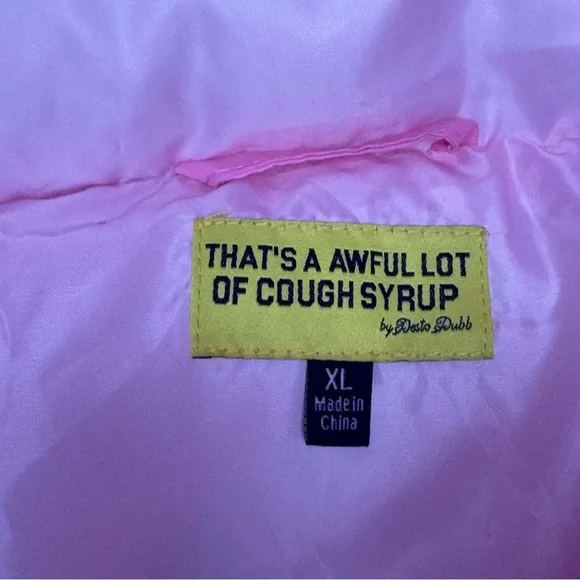 THAT'S A AWFUL LOT
OF COUGH SYRUP
by Desto Dubb
XL
Made in
China